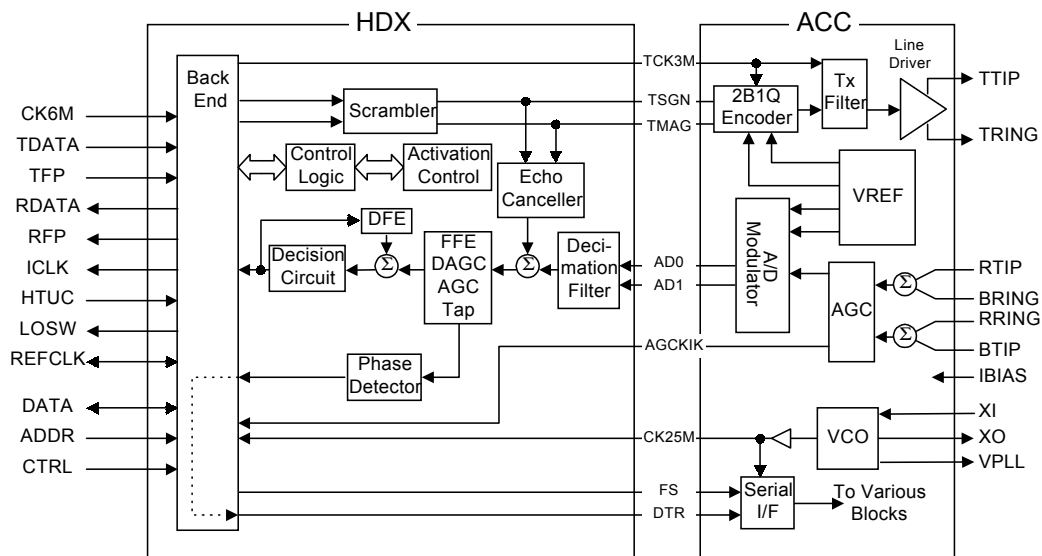 HDX
ACC
Back
End
CK6M
TDATA
TFP
RDATA
RFP
ICLK
HTUC
LOSW
REFCLK
DATA
ADDR
CTRL
Scrambler
Control
Logic
Activation
Control
Echo
Canceller
DFE
Decision
Circuit
Σ
FFE
DAGC
AGC
Tap
Σ
Deci-
mation
Filter
Phase
Detector
TCK3M
TSGN
TMAG
AD0
AD1
AGCKIK
CK25M
FS
DTR
2B1Q
Encoder
Tx
Filter
Line
Driver
VREF
A/D
Modulator
AGC
Σ
Σ
VCO
Serial
I/F
To Various
Blocks
TTIP
TRING
RTIP
BRING
RRING
BTIP
IBIAS
XI
XO
VPLL